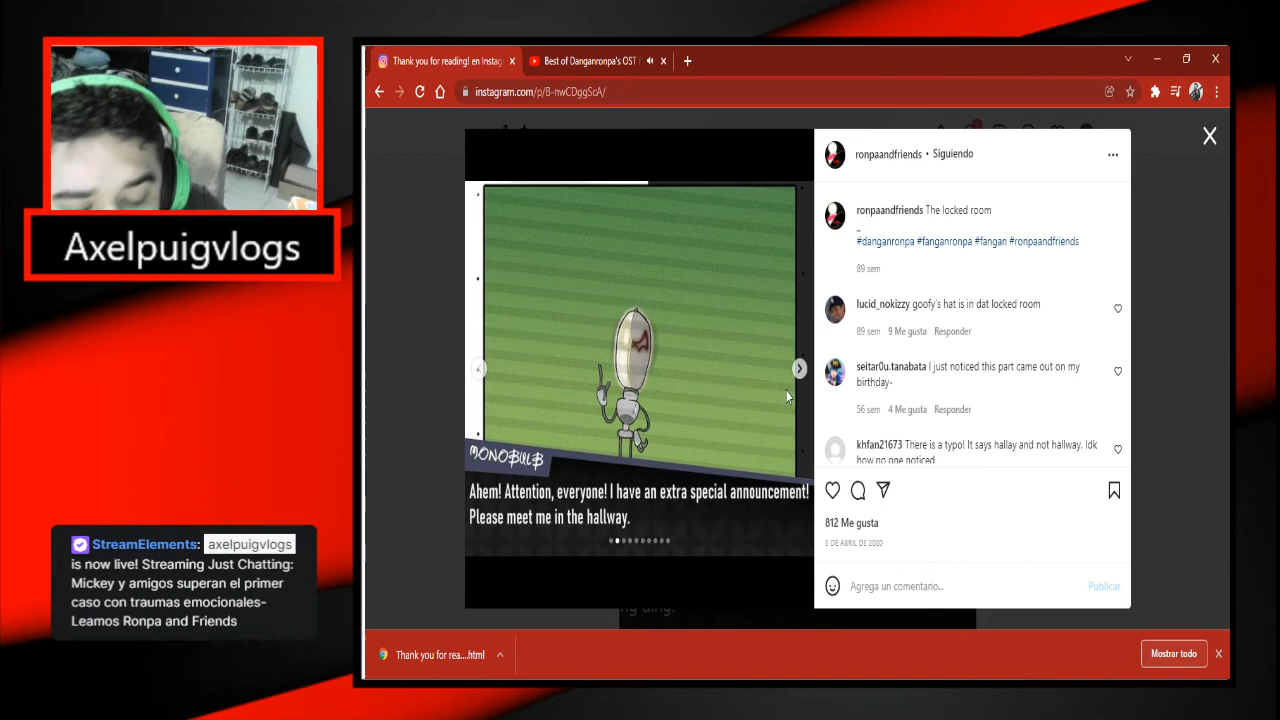 Axelpuigvlogs
StreamElements: axelpuigvlogs
is now live! Streaming Just Chatting:
Mickey y amigos superan el primer
caso con traumas emocionales-
Leamos Ronpa and Friends
Thank you for reading! en Instag
Best of Danganronpa's OST
instagram.com/p/B-nwCDggScA/
MONOBULB
Ahem! Attention, everyone! I have an extra special announcement!
Please meet me in the hallway.
ronpaandfriends • Siguiendo
ronpaandfriends The locked room
_
#danganronpa #fanganronpa #fangan #ronpaandfriends
89 sem
lucid_nokizzy goofy's hat is in dat locked room
89 sem 9 Me gusta Responder
seitar0u.tanabata I just noticed this part came out on my
birthday-
56 sem 4 Me gusta Responder
khfan21673 There is a typo! It says hallay and not hallway. Idk
how no one noticed
812 Me gusta
5 DE ABRIL DE 2020
Agrega un comentario...
Publicar
Thank you for rea....html
Mostrar todo